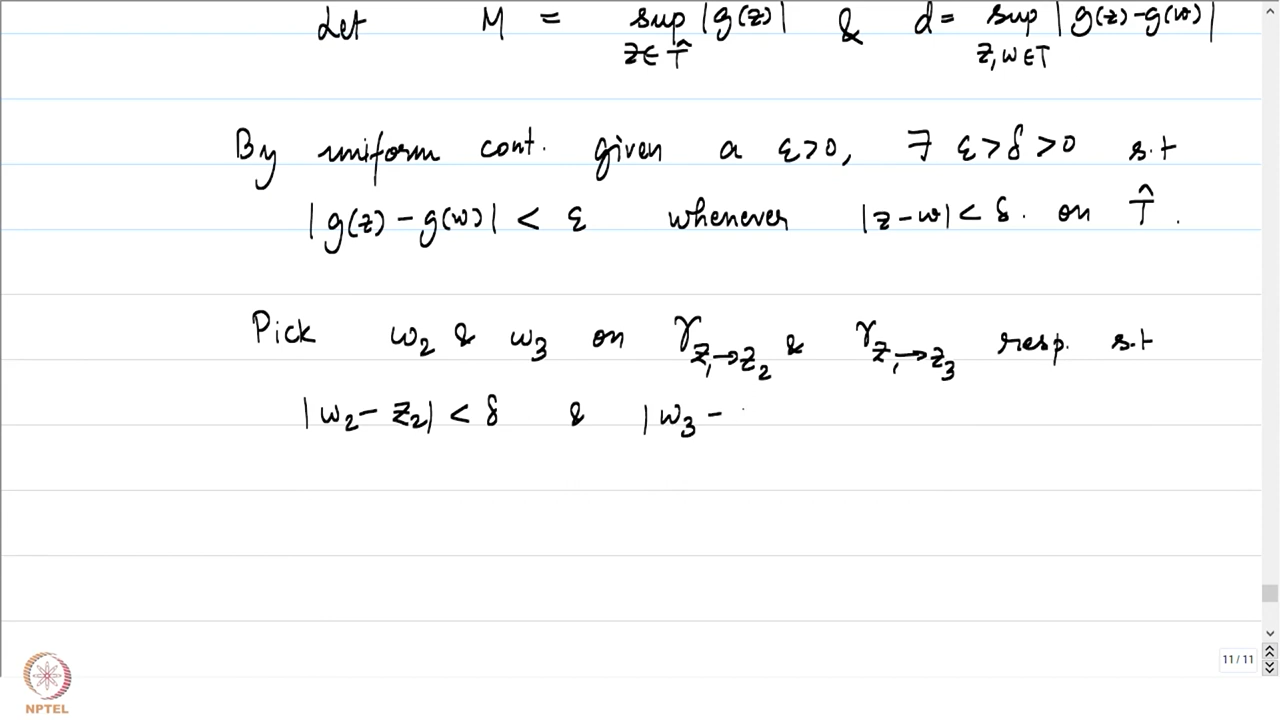 Let M = sup |g(z)| & d = sup |g(z)-g(w)|
z∈T̂ z,w∈T
By uniform cont. given a ε>0, ∃ ε>δ>0 s.t
|g(z) - g(w)| < ε whenever |z-w| < δ. on T̂.
Pick w₂ & w₃ on γ_{z₁→z₂} & γ_{z₁→z₃} resp. s.t
|w₂ - z₂| < δ & |w₃ -
11/11
NPTEL